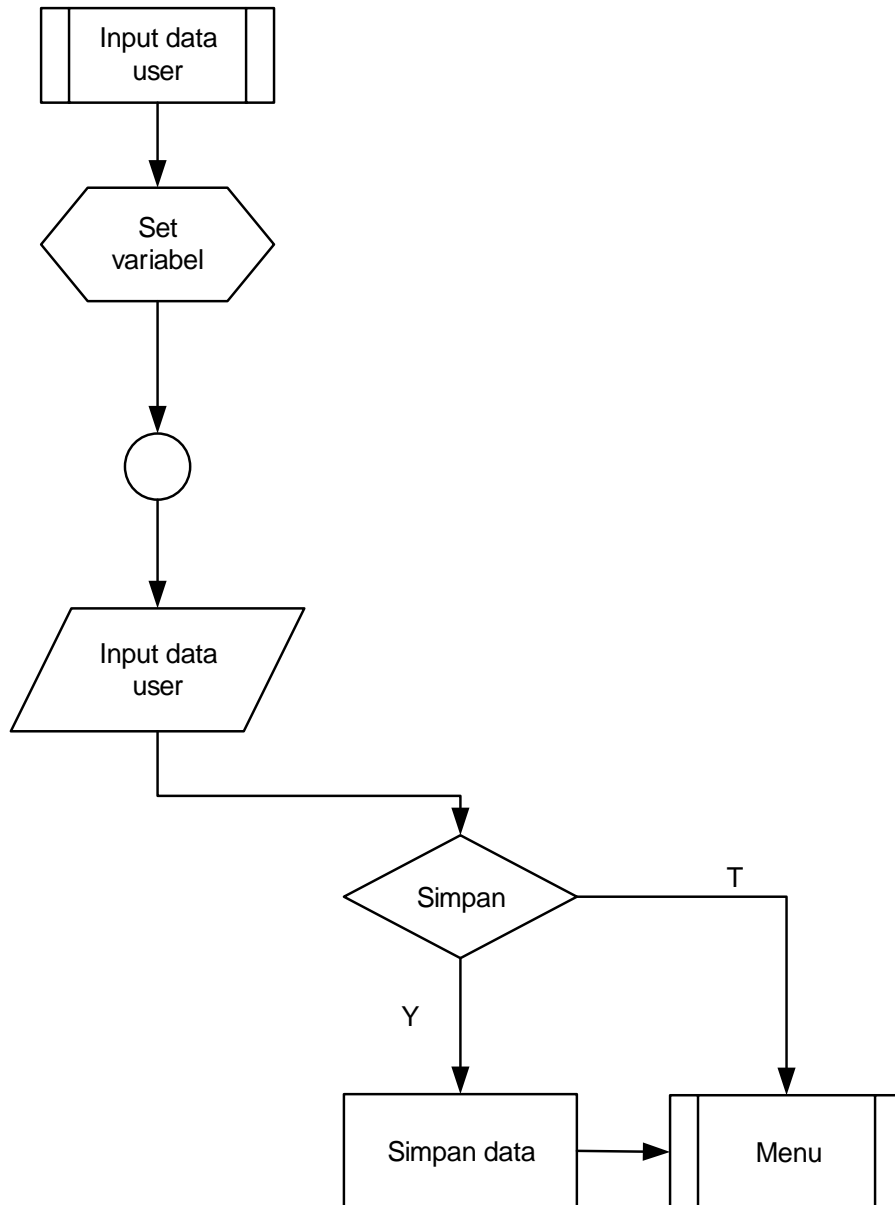 Input data
user
Set
variabel
Input data
user
Simpan
T
Y
Simpan data
Menu